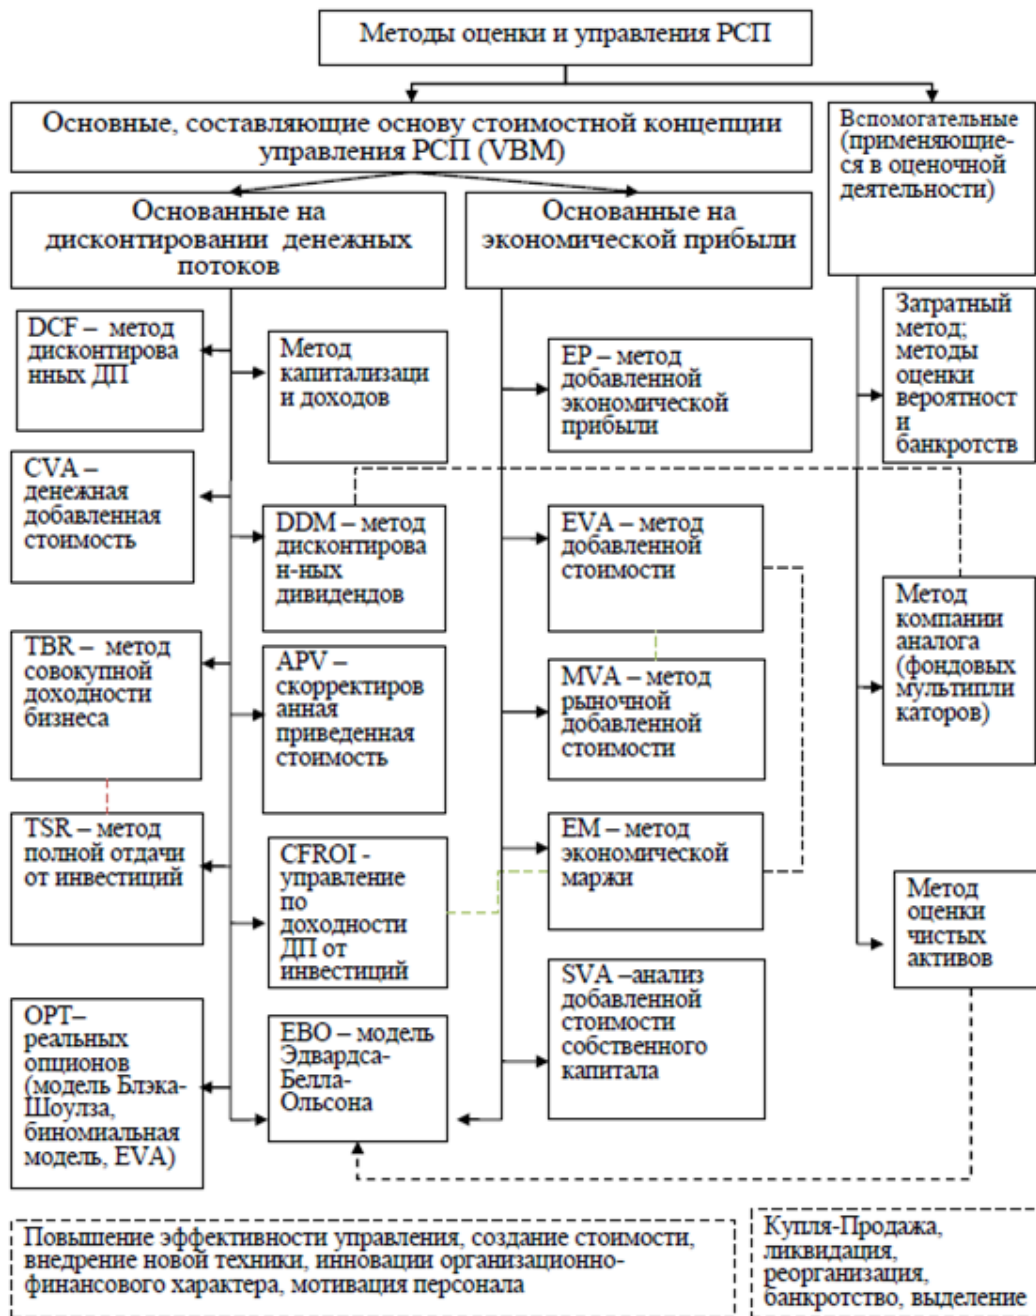 Методы оценки и управления РСП
Основные, составляющие основу стоимостной концепции
управления РСП (VBM)
Вспомогательные
(применяющие-
ся в оценочной
деятельности)
Основанные на
дисконтировании денежных
потоков
Основанные на
экономической прибыли
DCF – метод
дисконтирова
нных ДП
Метод
капитализаци
и доходов
EP – метод
добавленной
экономической
прибыли
Затратный
метод;
методы
оценки
вероятност
и
банкротств
CVA –
денежная
добавленная
стоимость
DDM – метод
дисконтирова
н-ных
дивидендов
EVA – метод
добавленной
стоимости
Метод
компании
аналога
(фондовых
мультипли
каторов)
TBR – метод
совокупной
доходности
бизнеса
APV –
скорректиров
анная
приведенная
стоимость
MVA – метод
рыночной
добавленной
стоимости
TSR – метод
полной отдачи
от инвестиций
CFROI -
управление
по
доходности
ДП от
инвестиций
EM – метод
экономической
маржи
Метод
оценки
чистых
активов
OPT–
реальных
опционов
(модель Блэка-
Шоулза,
биномиальная
модель, EVA)
EBO – модель
Эдвардса-
Белла-
Ольсона
SVA –анализ
добавленной
стоимости
собственного
капитала
Повышение эффективности управления, создание стоимости,
внедрение новой техники, инновации организационно-
финансового характера, мотивация персонала
Купля-Продажа,
ликвидация,
реорганизация,
банкротство, выделение